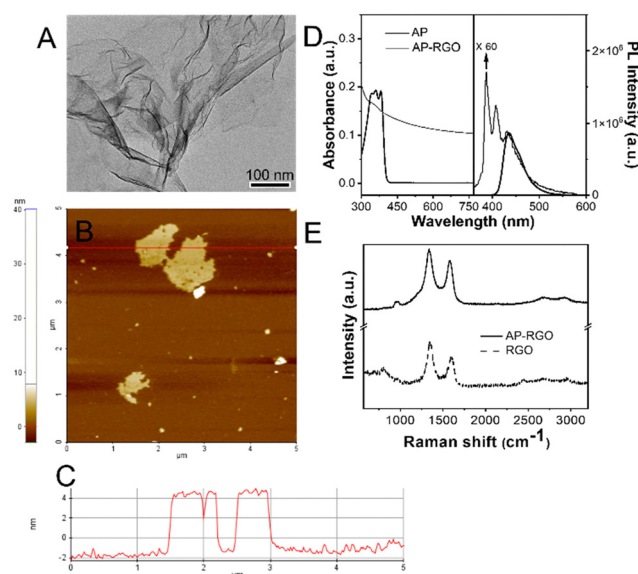 A
100 nm
D
AP
AP-RGO
X 60
Absorbance (a.u.)
0.3
0.2
0.1
0.0
PL Intensity (a.u.)
2×10⁶
1×10⁶
0
300 450 600 750 400 500 600
Wavelength (nm)
B
nm
40
30
20
10
0
5
4
3
2
1
0
μm
0 1 2 3 4 5
μm
E
Intensity (a.u.)
AP-RGO
RGO
1000 1500 2000 2500 3000
Raman shift (cm⁻¹)
C
nm
4
2
0
-2
0 1 2 3 4 5